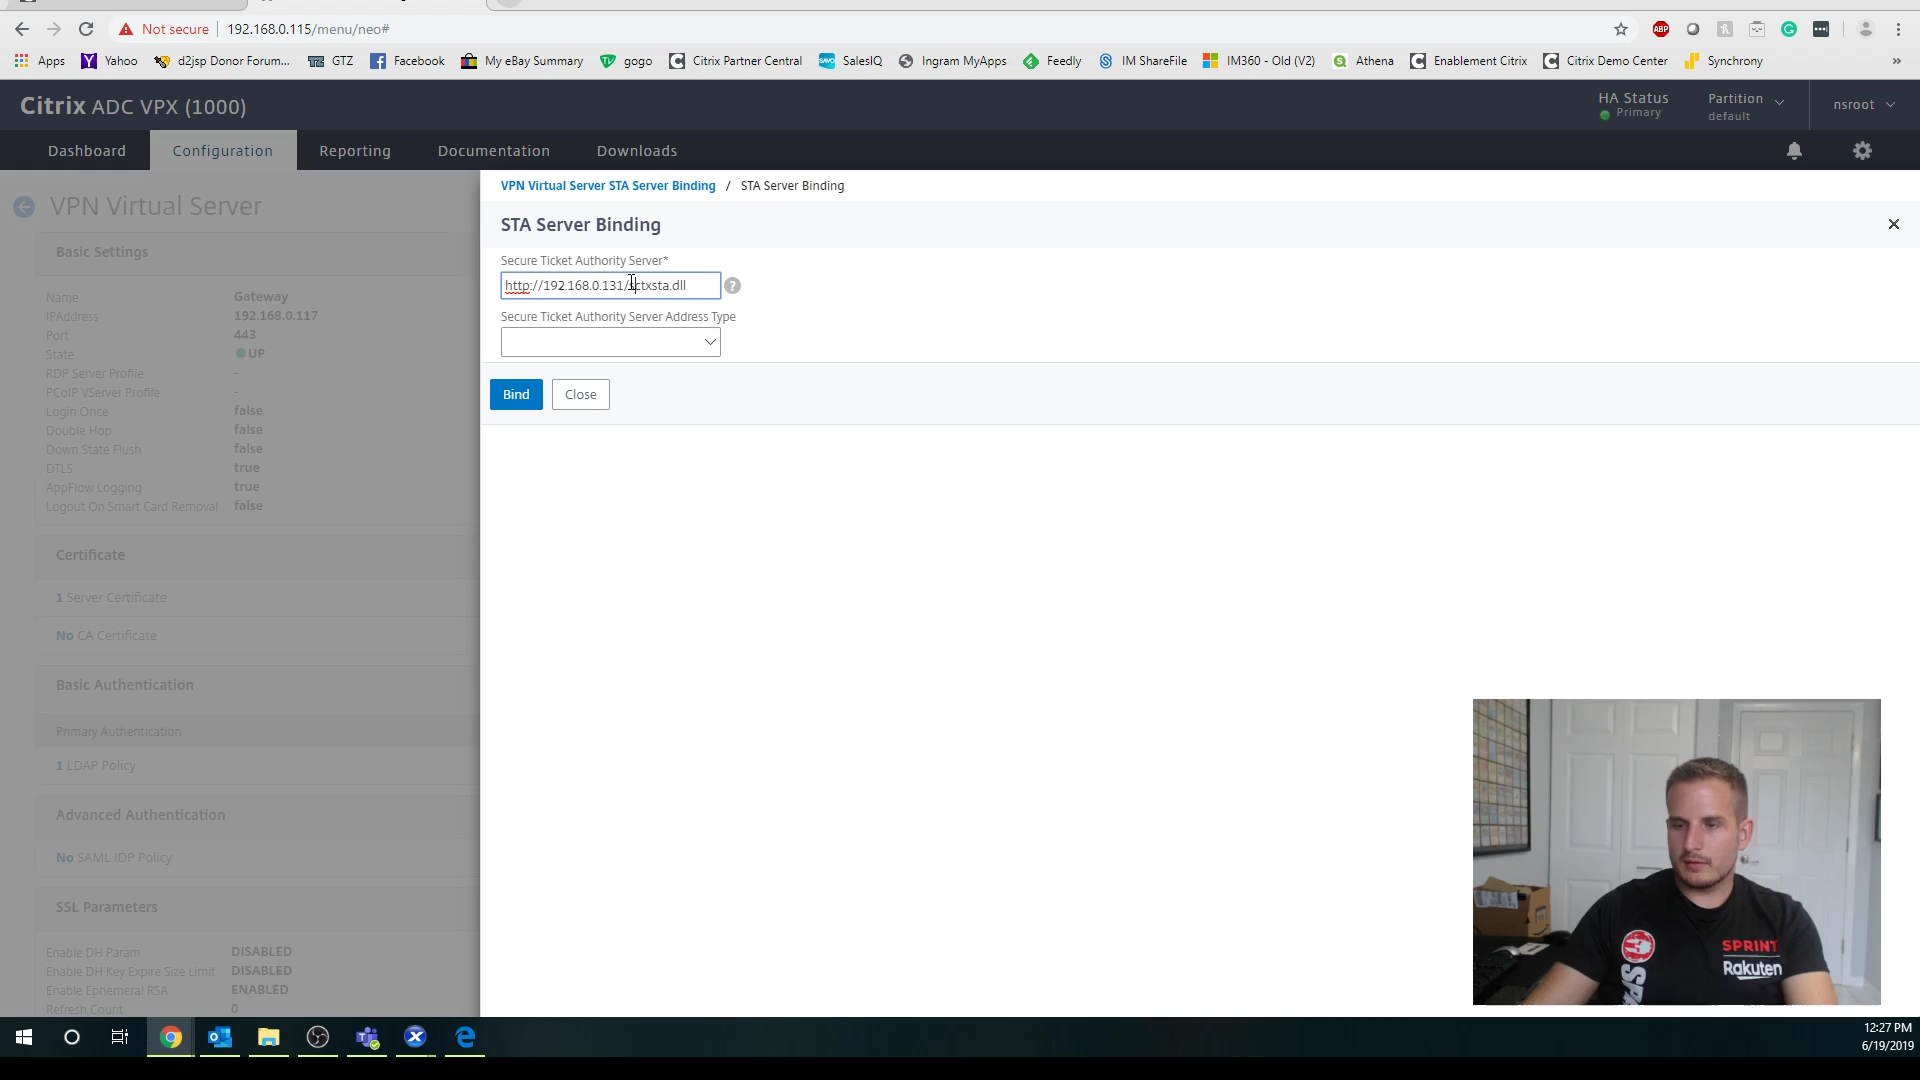 Not secure 192.168.0.115/menu/neo#
ABP
Apps Yahoo d2jsp Donor Forum... GTZ Facebook My eBay Summary gogo Citrix Partner Central SalesIQ Ingram MyApps Feedly IM ShareFile IM360 - Old (V2) Athena Enablement Citrix Citrix Demo Center Synchrony »
Citrix ADC VPX (1000)
HA Status
Primary
Partition
default
nsroot
Dashboard Configuration Reporting Documentation Downloads
VPN Virtual Server
Basic Settings
Name Gateway
IPAddress 192.168.0.117
Port 443
State UP
RDP Server Profile -
PCoIP VServer Profile -
Login Once false
Double Hop false
Down State Flush false
DTLS true
AppFlow Logging true
Logout On Smart Card Removal false
Certificate
1 Server Certificate
No CA Certificate
Basic Authentication
Primary Authentication
1 LDAP Policy
Advanced Authentication
No SAML IDP Policy
SSL Parameters
Enable DH Param DISABLED
Enable DH Key Expire Size Limit DISABLED
Enable Ephemeral RSA ENABLED
Refresh Count 0
VPN Virtual Server STA Server Binding / STA Server Binding
STA Server Binding
Secure Ticket Authority Server*
?
Secure Ticket Authority Server Address Type
Bind Close
SPRINT
Rakuten
12:27 PM
6/19/2019